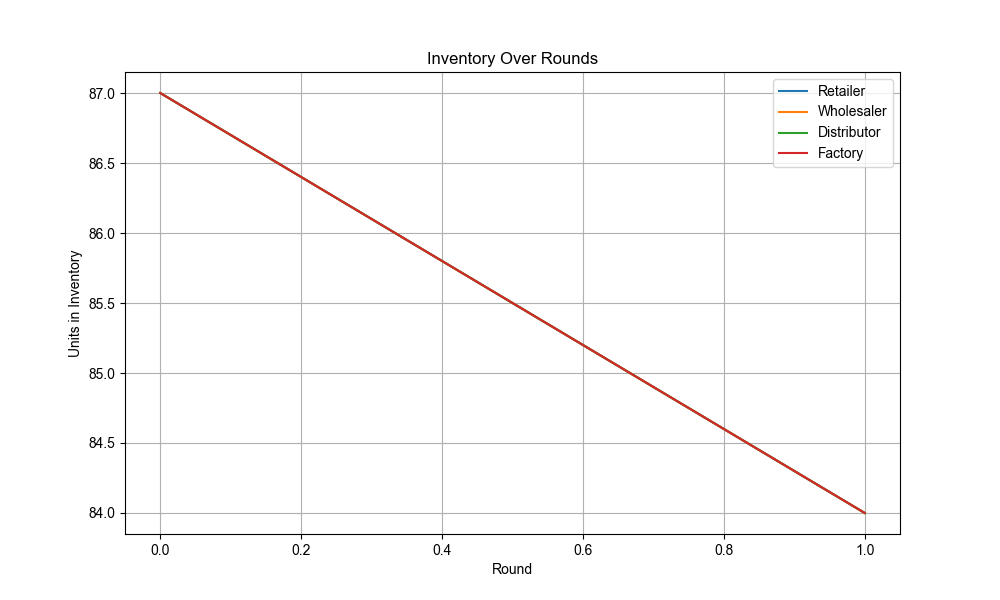 Inventory Over Rounds
Retailer
Wholesaler
Distributor
Factory
87.0
86.5
86.0
85.5
85.0
84.5
84.0
Units in Inventory
0.0 0.2 0.4 0.6 0.8 1.0
Round